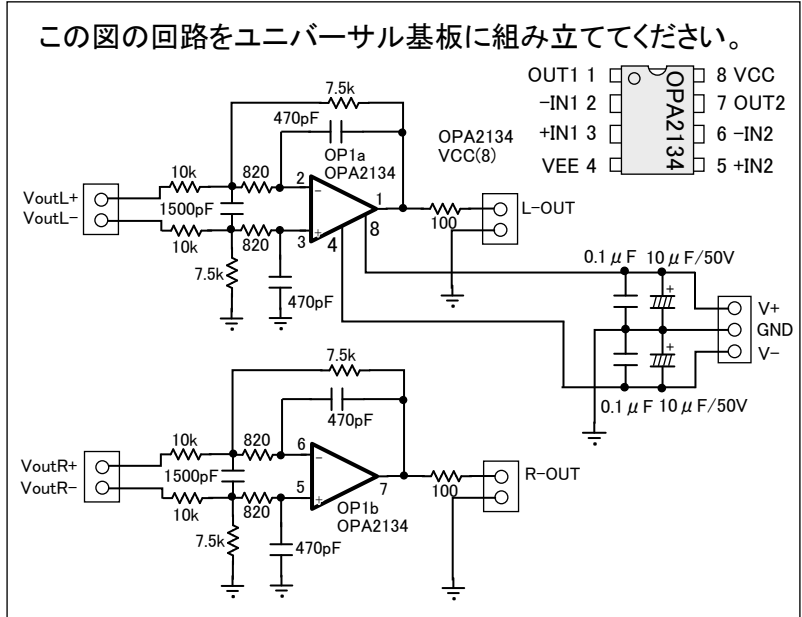 この図の回路をユニバーサル基板に組み立ててください。
OUT1 1
-IN1 2
+IN1 3
VEE 4
OPA2134
8 VCC
7 OUT2
6 -IN2
5 +IN2
7.5k
470pF
OP1a
OPA2134
OPA2134
VCC(8)
10k
820
2
-
VoutL+
VoutL-
1500pF
1
L-OUT
100
10k
820
3
+
4
8
7.5k
470pF
0.1μF
10μF/50V
+
V+
GND
V-
+
0.1μF
10μF/50V
7.5k
470pF
10k
820
6
-
VoutR+
VoutR-
1500pF
7
R-OUT
100
10k
820
5
+
OP1b
OPA2134
7.5k
470pF